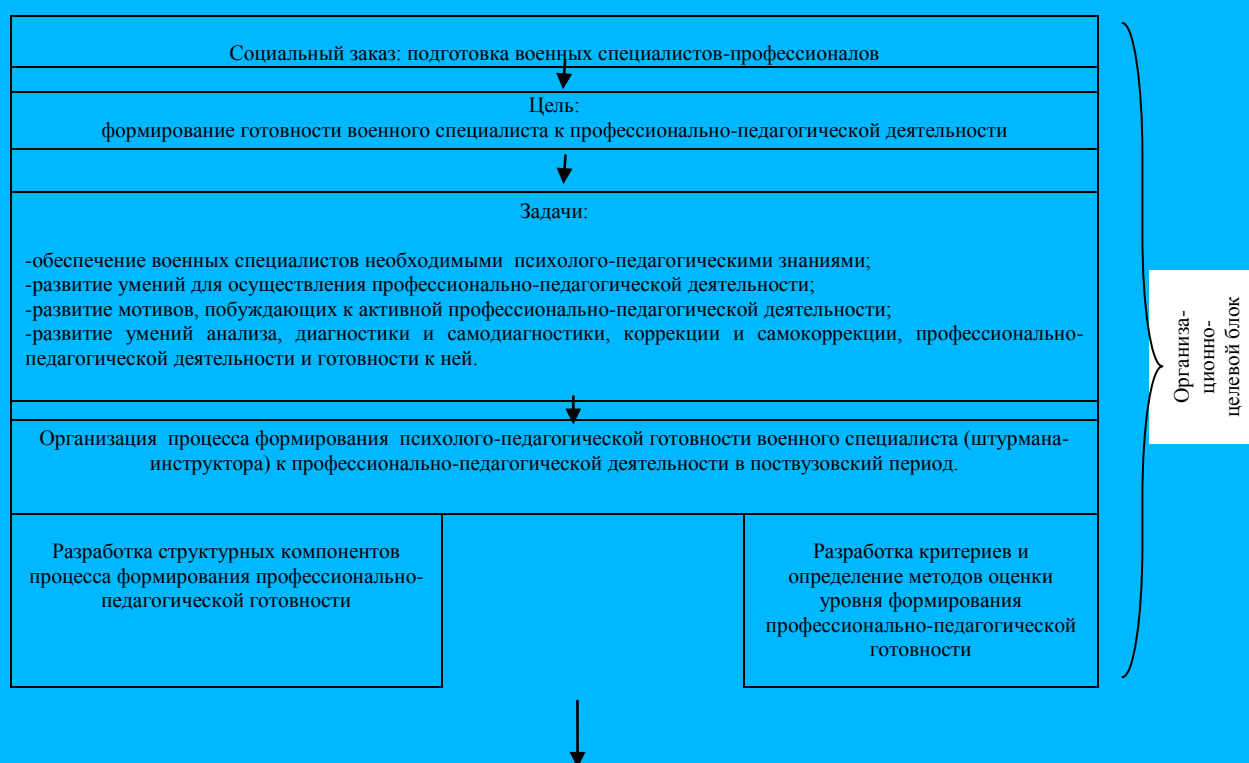 Социальный заказ: подготовка военных специалистов-профессионалов
Цель:
формирование готовности военного специалиста к профессионально-педагогической деятельности
Задачи:
-обеспечение военных специалистов необходимыми психолого-педагогическими знаниями;
-развитие умений для осуществления профессионально-педагогической деятельности;
-развитие мотивов, побуждающих к активной профессионально-педагогической деятельности;
-развитие умений анализа, диагностики и самодиагностики, коррекции и самокоррекции, профессионально-
педагогической деятельности и готовности к ней.
Организация процесса формирования психолого-педагогической готовности военного специалиста (штурмана-
инструктора) к профессионально-педагогической деятельности в поствузовский период.
Разработка структурных компонентов
процесса формирования профессионально-
педагогической готовности
Разработка критериев и
определение методов оценки
уровня формирования
профессионально-педагогической
готовности
Организа-
ционно-
целевой блок